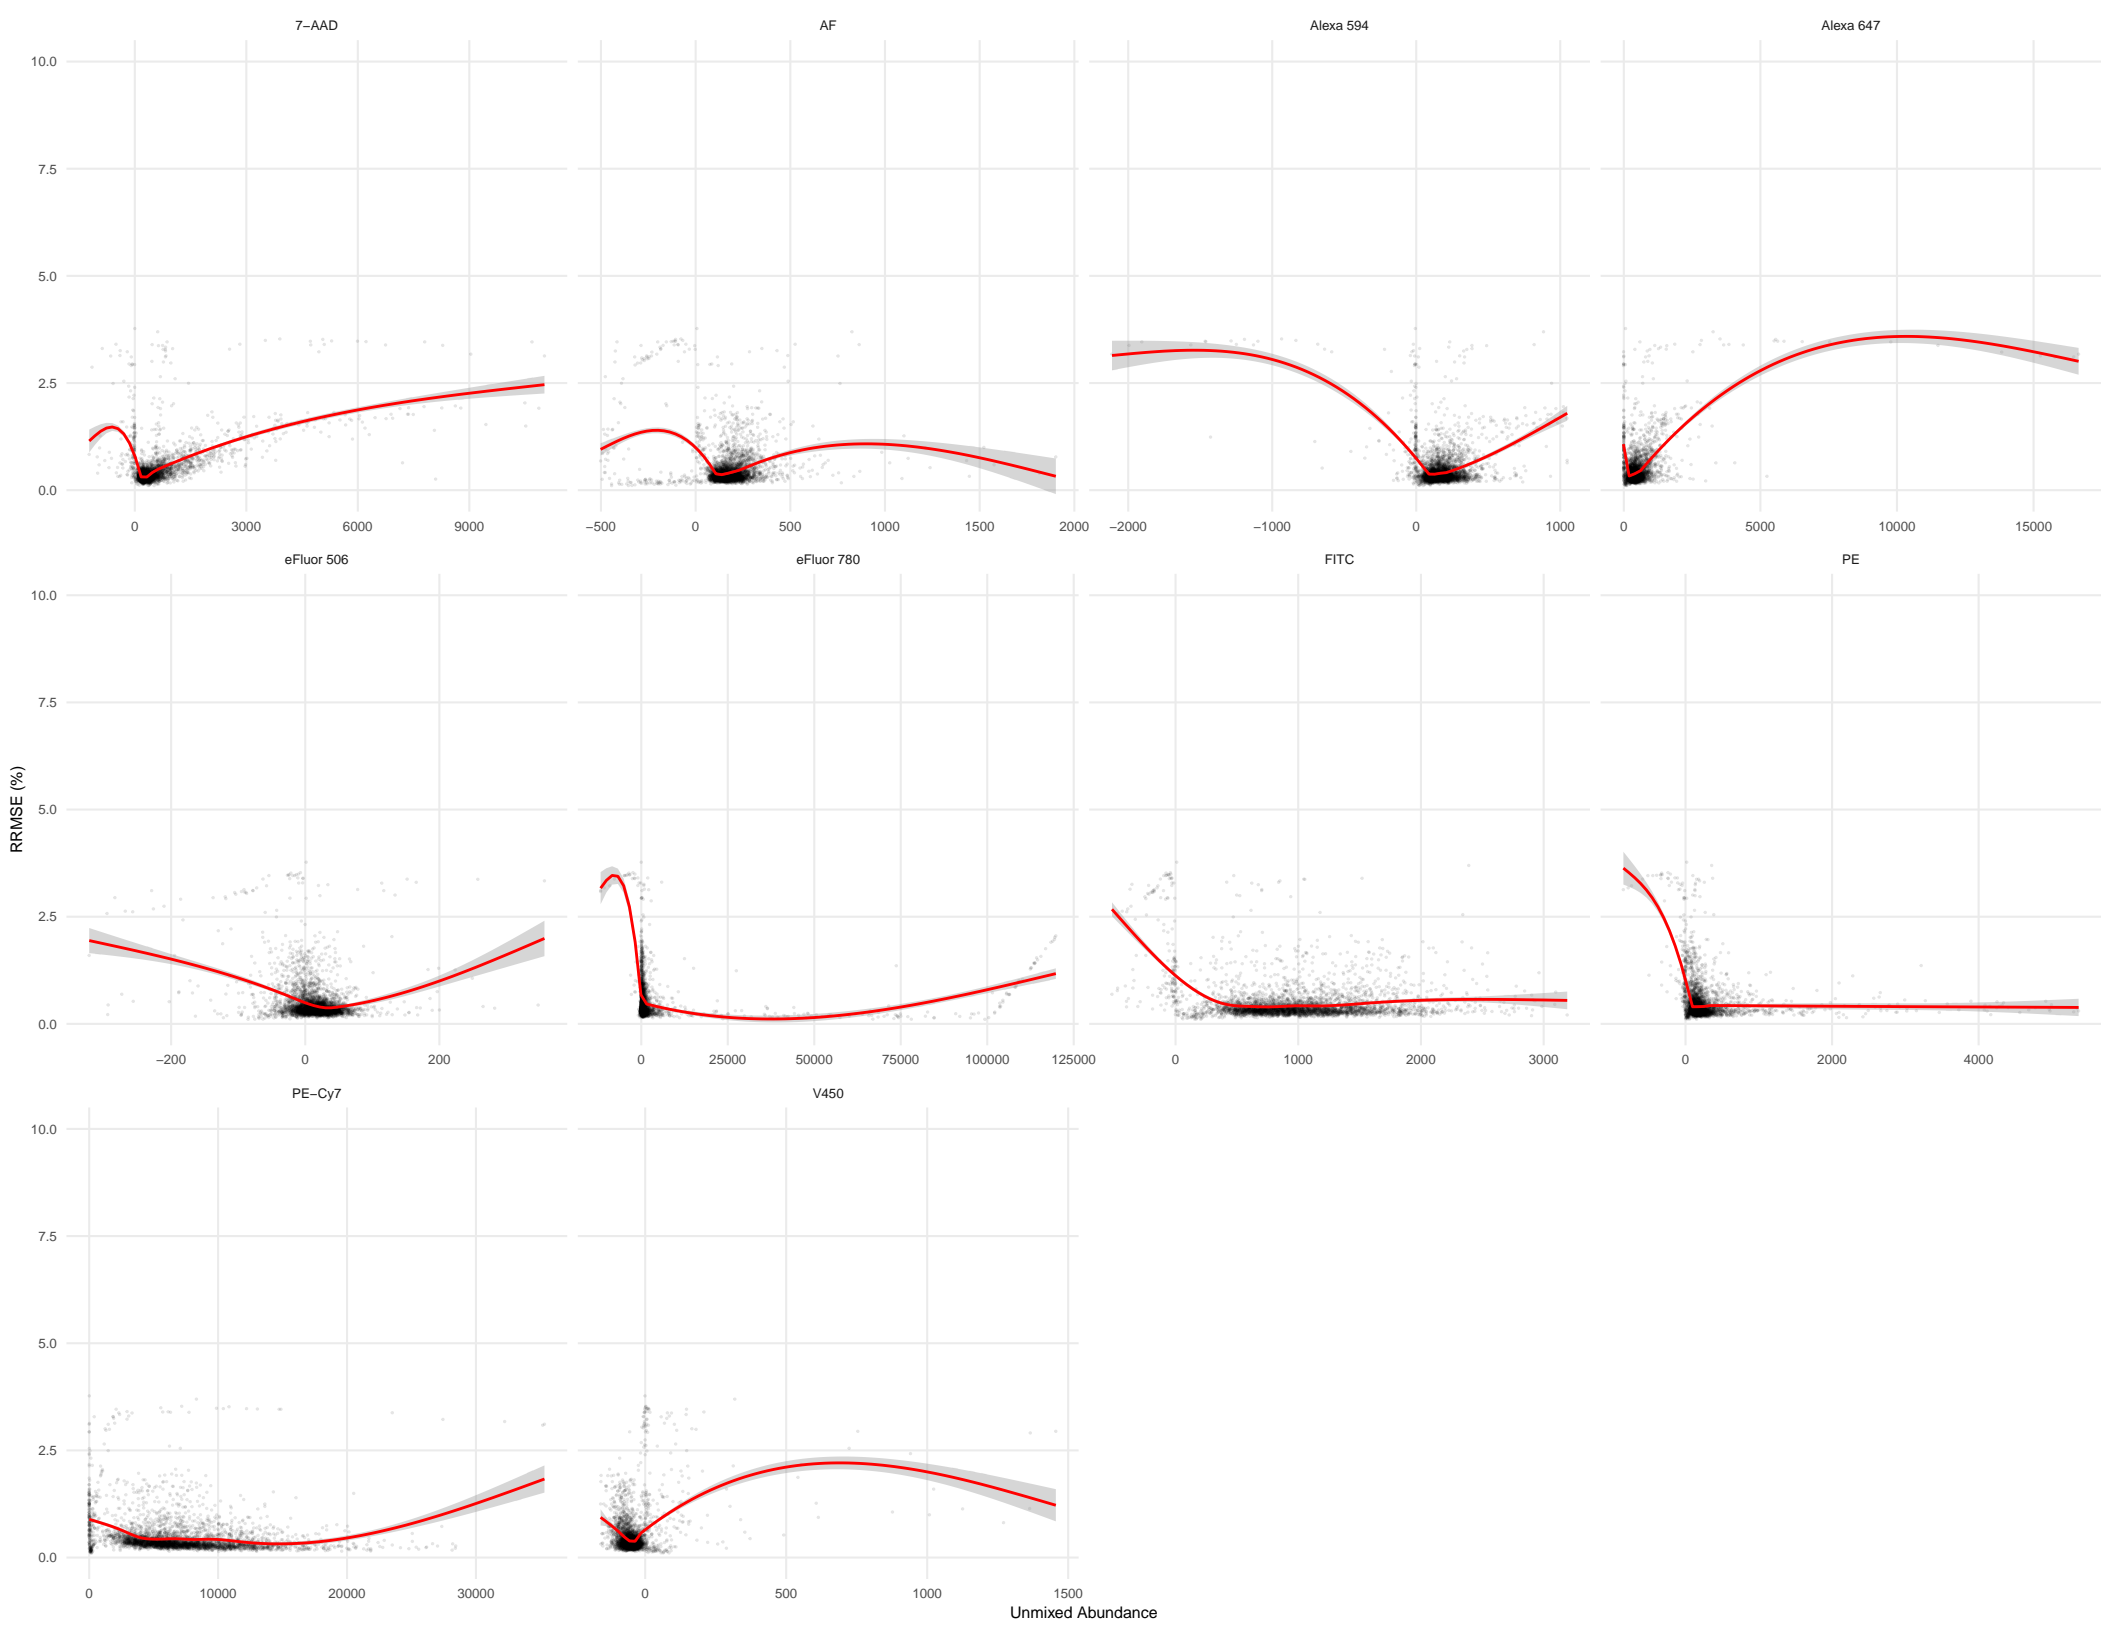 7−AAD
AF
Alexa 594
Alexa 647
10.0
7.5
5.0
2.5
0.0
0 3000 6000 9000
−500 0 500 1000 1500 2000
−2000 −1000 0 1000
0 5000 10000 15000
eFluor 506
eFluor 780
FITC
PE
10.0
7.5
5.0
2.5
0.0
RRMSE (%)
−200 0 200
0 25000 50000 75000 100000 125000
0 1000 2000 3000
0 2000 4000
PE−Cy7
V450
10.0
7.5
5.0
2.5
0.0
0 10000 20000 30000
0 500 1000 1500
Unmixed Abundance